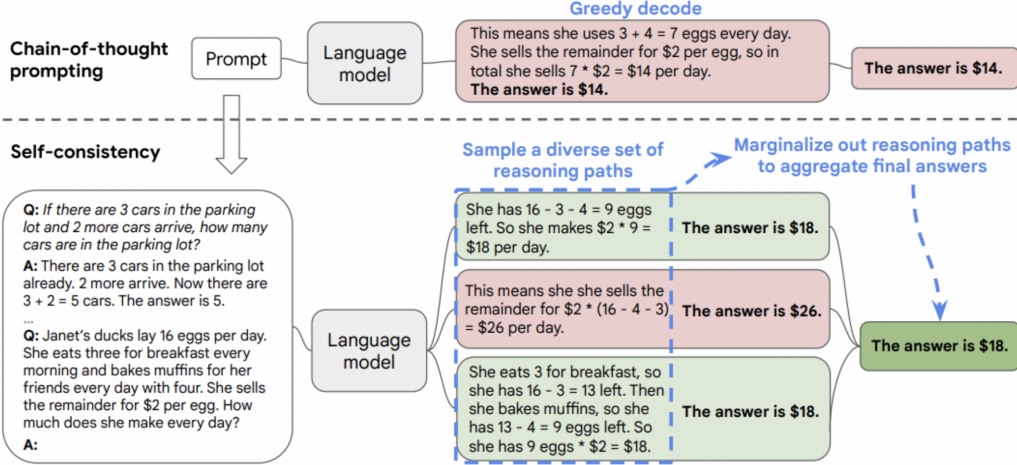 Greedy decode
Chain-of-thought
prompting
Prompt
Language
model
This means she uses 3 + 4 = 7 eggs every day.
She sells the remainder for $2 per egg, so in
total she sells 7 * $2 = $14 per day.
The answer is $14.
The answer is $14.
Self-consistency
Sample a diverse set of
reasoning paths
Marginalize out reasoning paths
to aggregate final answers
Q: If there are 3 cars in the parking
lot and 2 more cars arrive, how many
cars are in the parking lot?
A: There are 3 cars in the parking lot
already. 2 more arrive. Now there are
3 + 2 = 5 cars. The answer is 5.
...
Q: Janet's ducks lay 16 eggs per day.
She eats three for breakfast every
morning and bakes muffins for her
friends every day with four. She sells
the remainder for $2 per egg. How
much does she make every day?
A:
Language
model
She has 16 - 3 - 4 = 9 eggs
left. So she makes $2 * 9 =
$18 per day.
The answer is $18.
This means she she sells the
remainder for $2 * (16 - 4 - 3)
= $26 per day.
The answer is $26.
She eats 3 for breakfast, so
she has 16 - 3 = 13 left. Then
she bakes muffins, so she
has 13 - 4 = 9 eggs left. So
she has 9 eggs * $2 = $18.
The answer is $18.
The answer is $18.